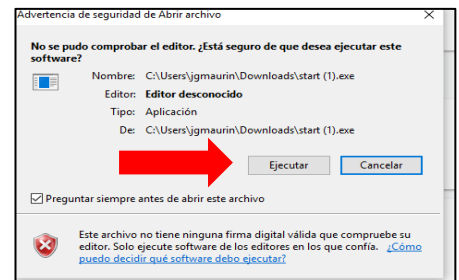 Advertencia de seguridad de Abrir archivo
No se pudo comprobar el editor. ¿Está seguro de que desea ejecutar este
software?
Nombre: C:\Users\jgmaurin\Downloads\start (1).exe
Editor: Editor desconocido
Tipo: Aplicación
De: C:\Users\jgmaurin\Downloads\start (1).exe
Ejecutar Cancelar
Preguntar siempre antes de abrir este archivo
Este archivo no tiene ninguna firma digital válida que compruebe su
editor. Solo ejecute software de los editores en los que confía. ¿Cómo
puedo decidir qué software debo ejecutar?